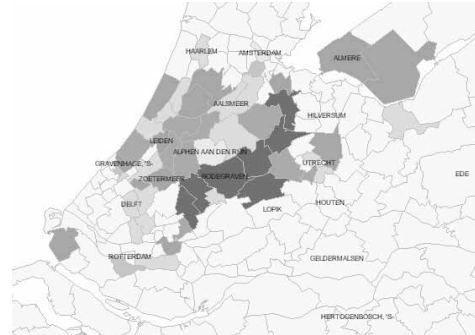 HAARLEM
AMSTERDAM
ALMERE
AALSMEER
HILVERSUM
LEIDEN
ALPHEN AAN DEN RIJN
GRAVENHAGE, 'S-
UTRECHT
ZOETERMEER
BODEGRAVEN
EDE
DELFT
LOPIK
HOUTEN
ROTTERDAM
GELDERMALSEN
HERTOGENBOSCH, 'S-